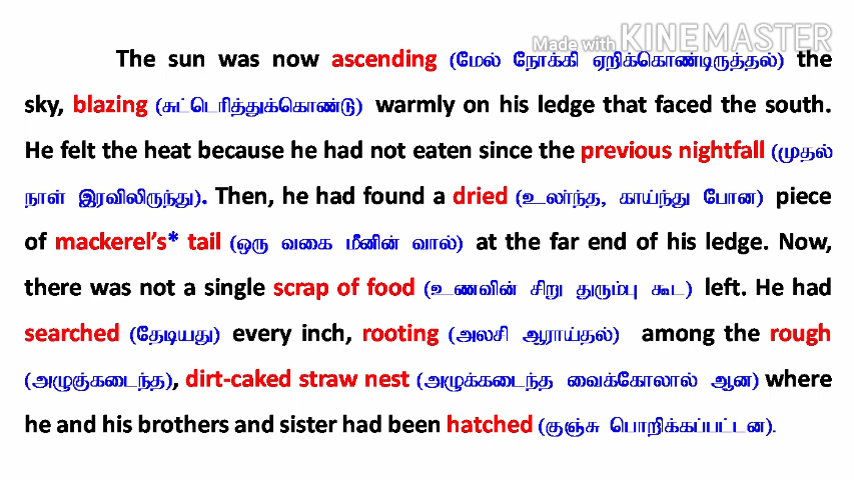 Made with KINEMASTER
The sun was now ascending (மேல் நோக்கி ஏறிக்கொண்டிருத்தல்) the
sky, blazing (சுட்டெரித்துக்கொண்டு) warmly on his ledge that faced the south.
He felt the heat because he had not eaten since the previous nightfall (முதல்
நாள் இரவிலிருந்து). Then, he had found a dried (உலர்ந்த, காய்ந்து போன) piece
of mackerel's* tail (ஒரு வகை மீனின் வால்) at the far end of his ledge. Now,
there was not a single scrap of food (உணவின் சிறு துரும்பு கூட) left. He had
searched (தேடியது) every inch, rooting (அலசி ஆராய்தல்) among the rough
(அழுகுகடைந்த), dirt-caked straw nest (அழுக்கடைந்த வைக்கோலால் ஆன) where
he and his brothers and sister had been hatched (குஞ்சு பொறிக்கப்பட்டன).